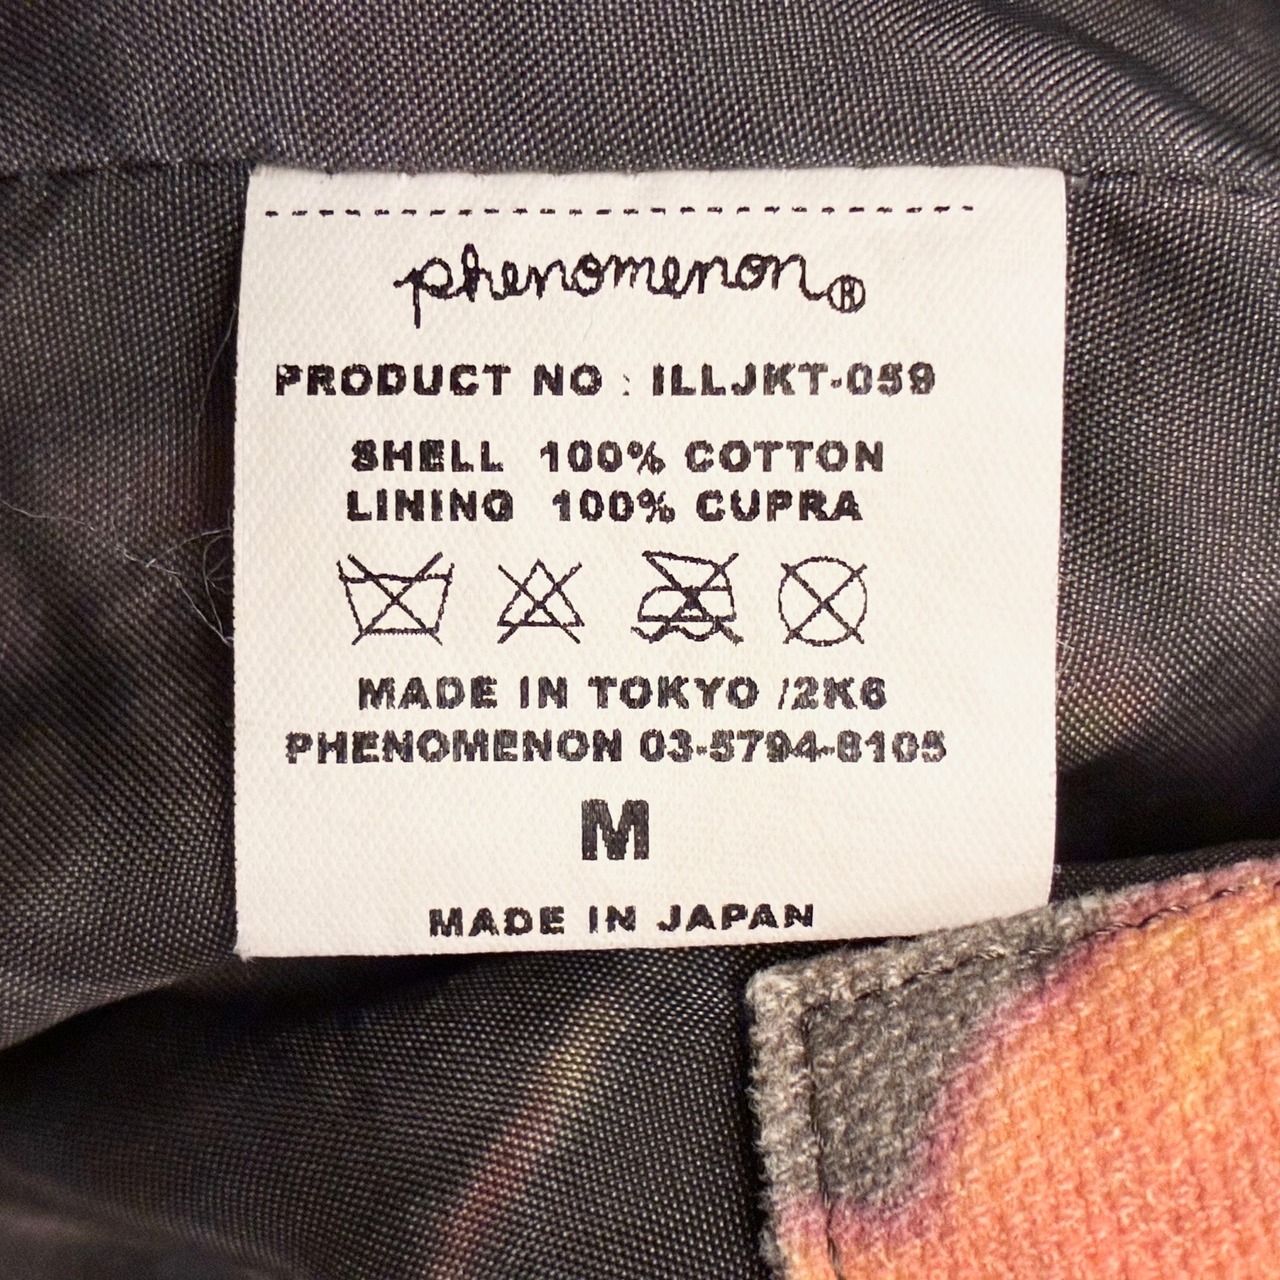 phenomenon®
PRODUCT NO : ILLJKT-059
SHELL 100% COTTON
LINING 100% CUPRA
MADE IN TOKYO /2K6
PHENOMENON 03-5794-8105
M
MADE IN JAPAN